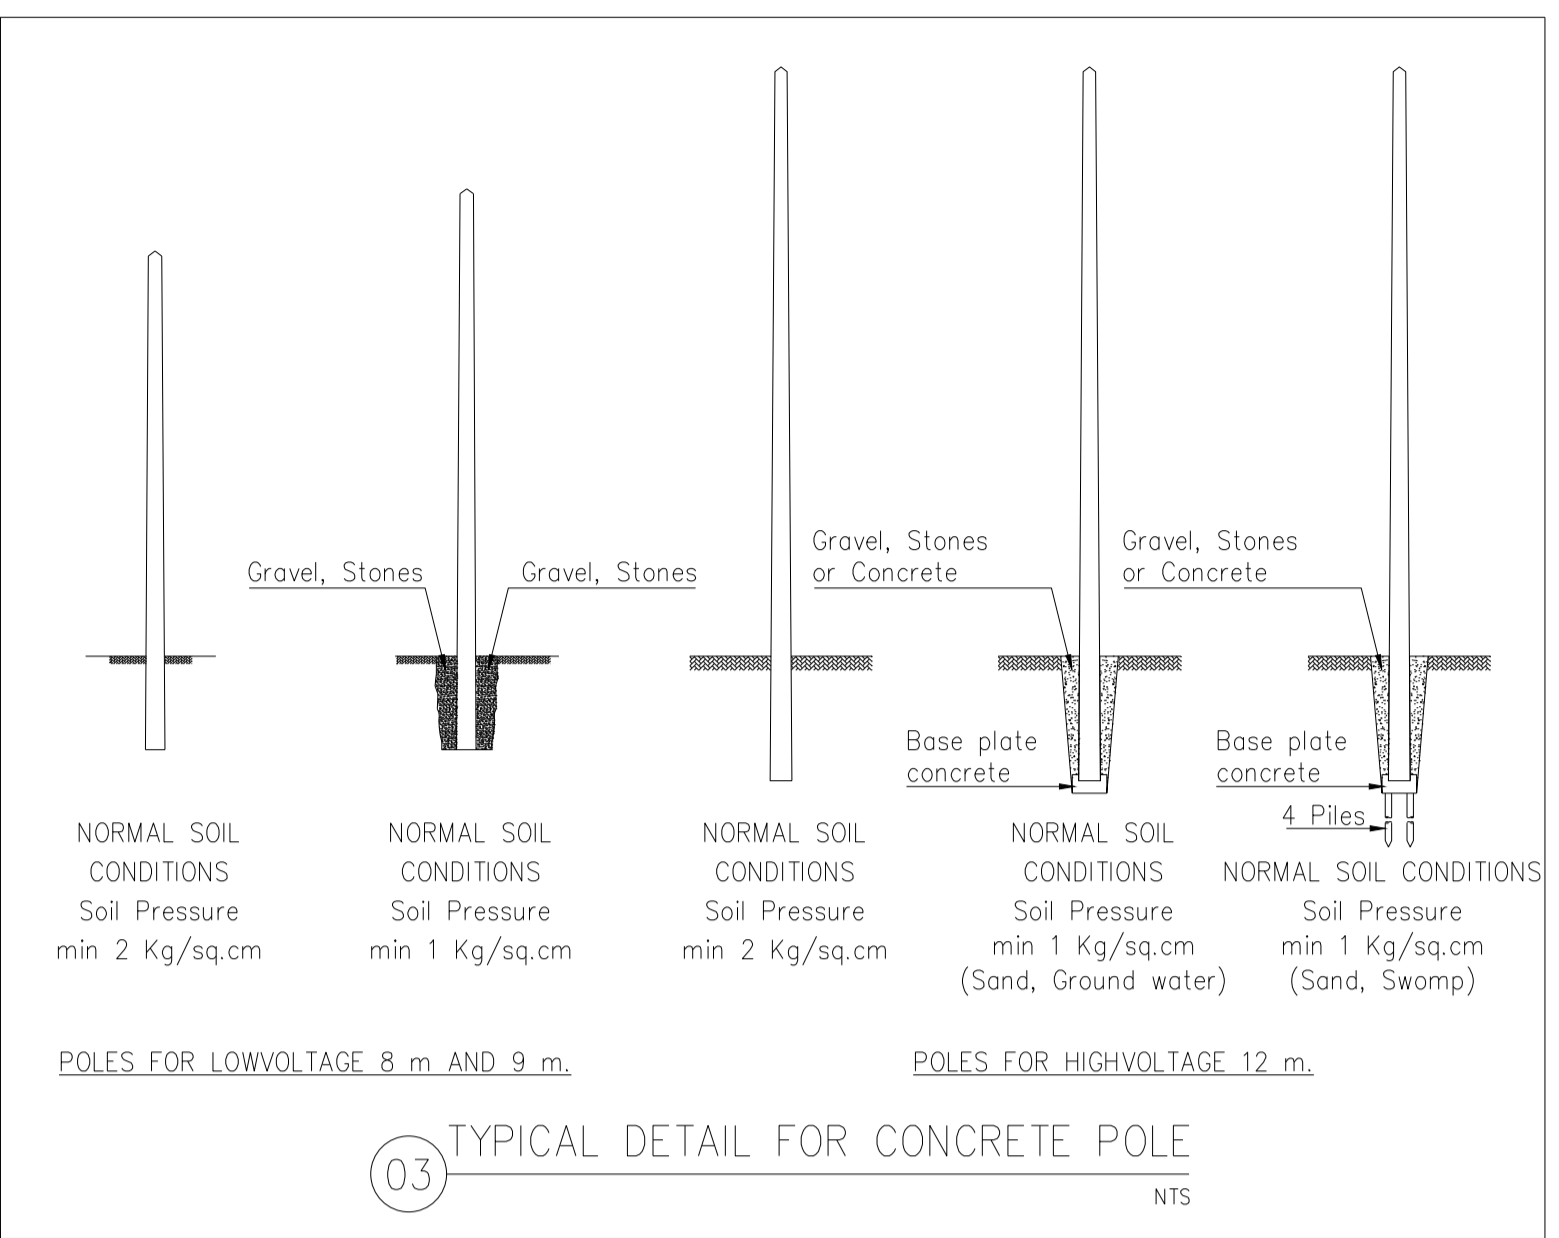 Gravel, Stones
Gravel, Stones
Gravel, Stones
or Concrete
Gravel, Stones
or Concrete
Base plate
concrete
Base plate
concrete
4 Piles
NORMAL SOIL
CONDITIONS
Soil Pressure
min 2 Kg/sq.cm
NORMAL SOIL
CONDITIONS
Soil Pressure
min 1 Kg/sq.cm
NORMAL SOIL
CONDITIONS
Soil Pressure
min 2 Kg/sq.cm
NORMAL SOIL
CONDITIONS
Soil Pressure
min 1 Kg/sq.cm
(Sand, Ground water)
NORMAL SOIL CONDITIONS
Soil Pressure
min 1 Kg/sq.cm
(Sand, Swomp)
POLES FOR LOWVOLTAGE 8 m AND 9 m.
POLES FOR HIGHVOLTAGE 12 m.
03
TYPICAL DETAIL FOR CONCRETE POLE
NTS